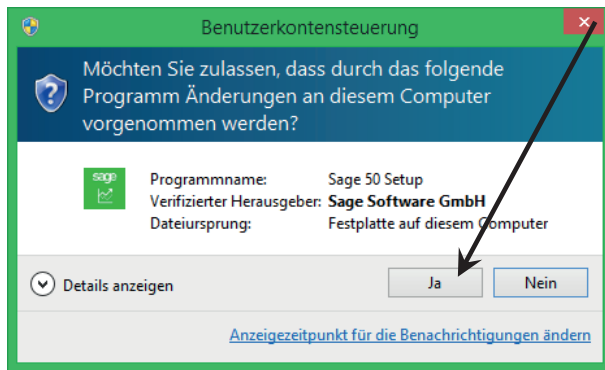 Benutzerkontensteuerung
Möchten Sie zulassen, dass durch das folgende
Programm Änderungen an diesem Computer
vorgenommen werden?
sage
Programmname: Sage 50 Setup
Verifizierter Herausgeber: Sage Software GmbH
Dateiursprung: Festplatte auf diesem Computer
Details anzeigen
Ja
Nein
Anzeigezeitpunkt für die Benachrichtigungen ändern